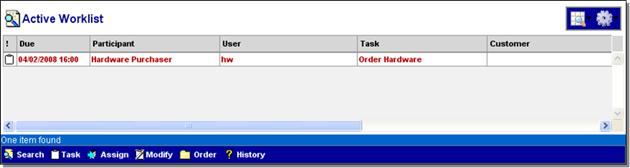 Active Worklist
! Due Participant User Task Customer
04/02/2008 16:00 Hardware Purchaser hw Order Hardware
One item found
Search Task Assign Modify Order ? History